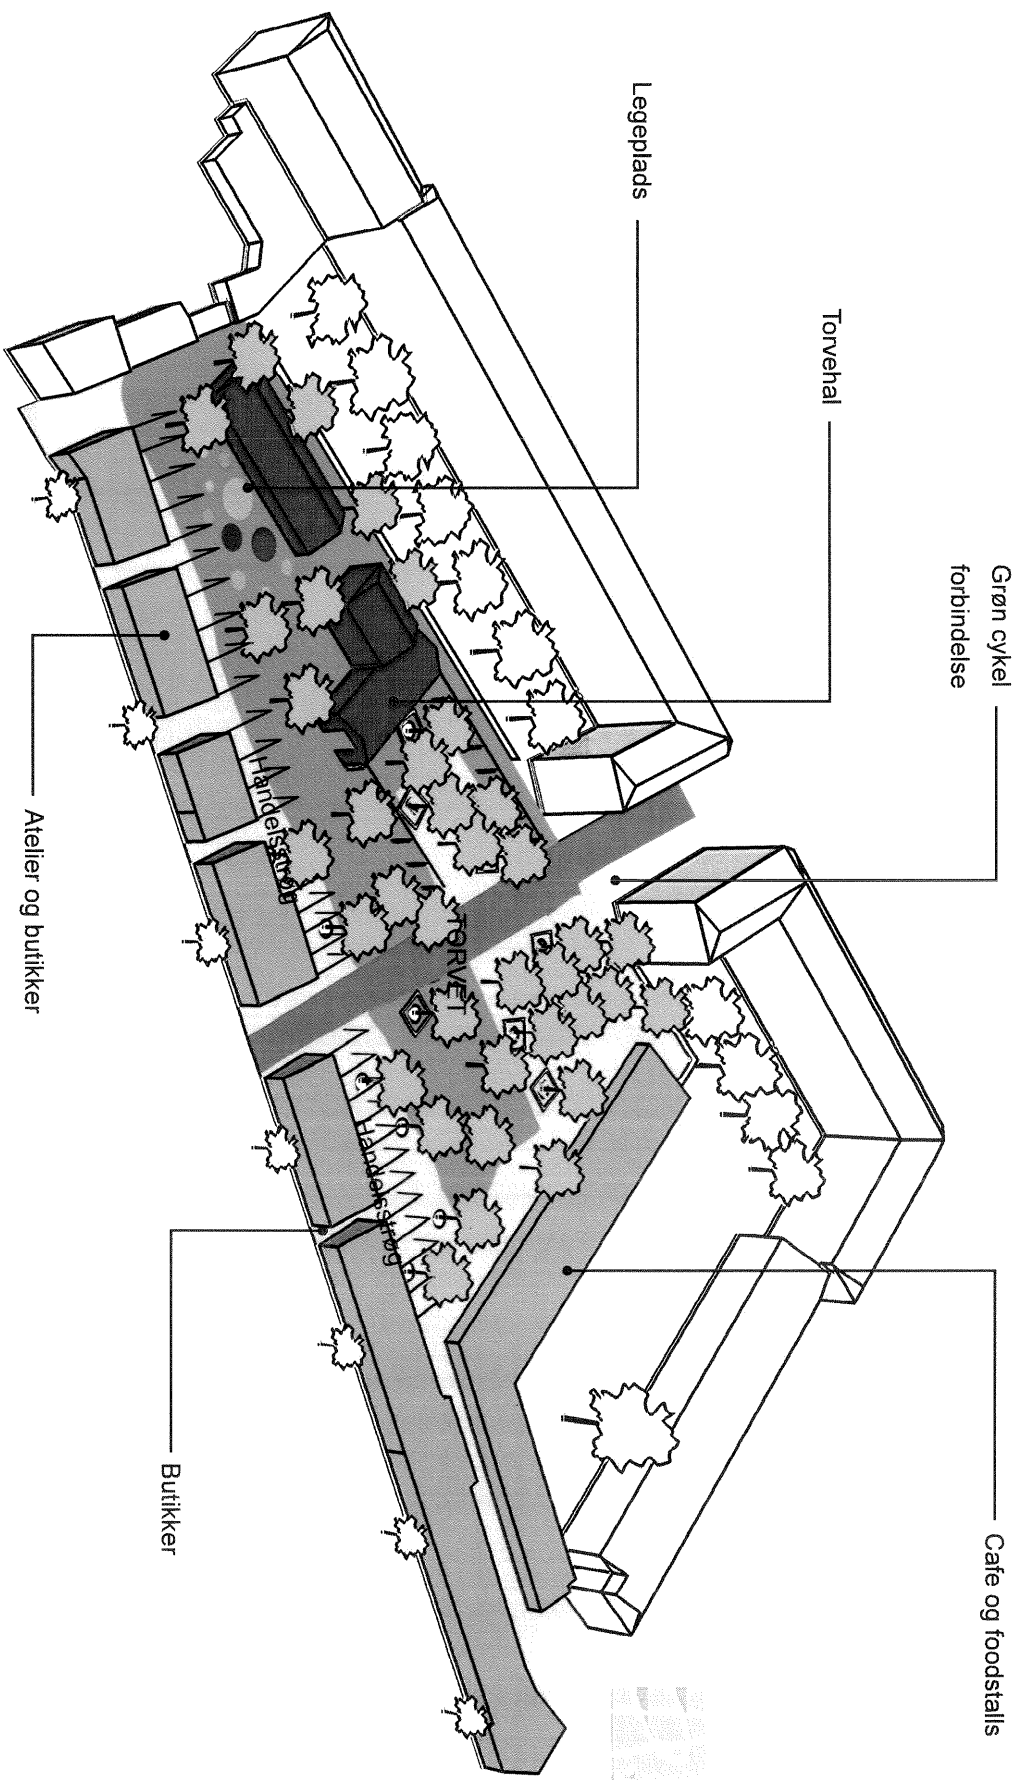 Legeplads
Torvehal
Grøn cykel
forbindelse
Cafe og foodstalls
Handelsstrøg
TORVET
Handelsstrøg
Atelier og butikker
Butikker